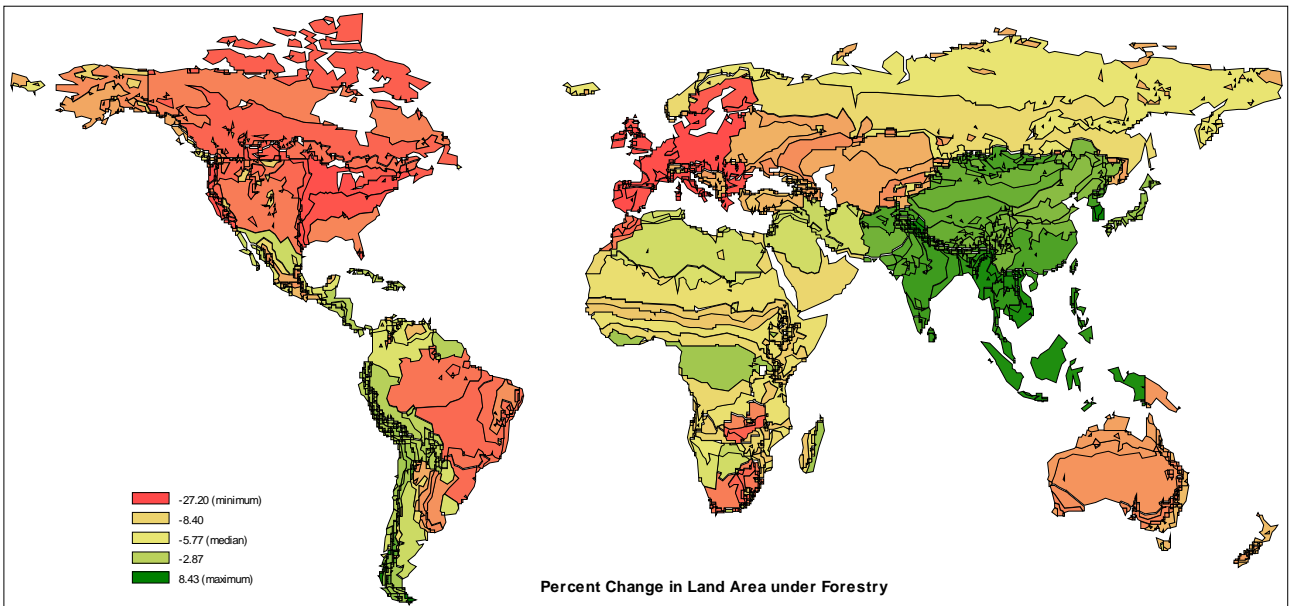 -27.20 (minimum)
-8.40
-5.77 (median)
-2.87
8.43 (maximum)
Percent Change in Land Area under Forestry